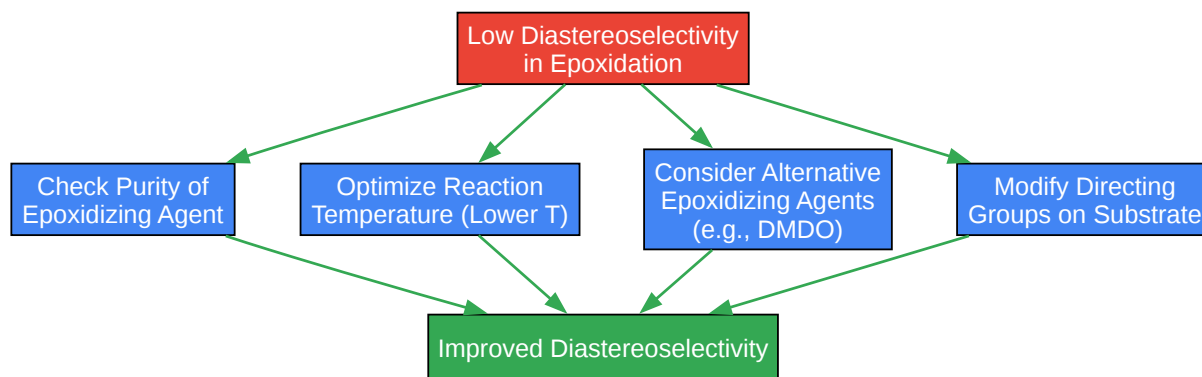 Low Diastereoselectivity
in Epoxidation
Check Purity of
Epoxidizing Agent
Optimize Reaction
Temperature (Lower T)
Consider Alternative
Epoxidizing Agents
(e.g., DMDO)
Modify Directing
Groups on Substrate
Improved Diastereoselectivity